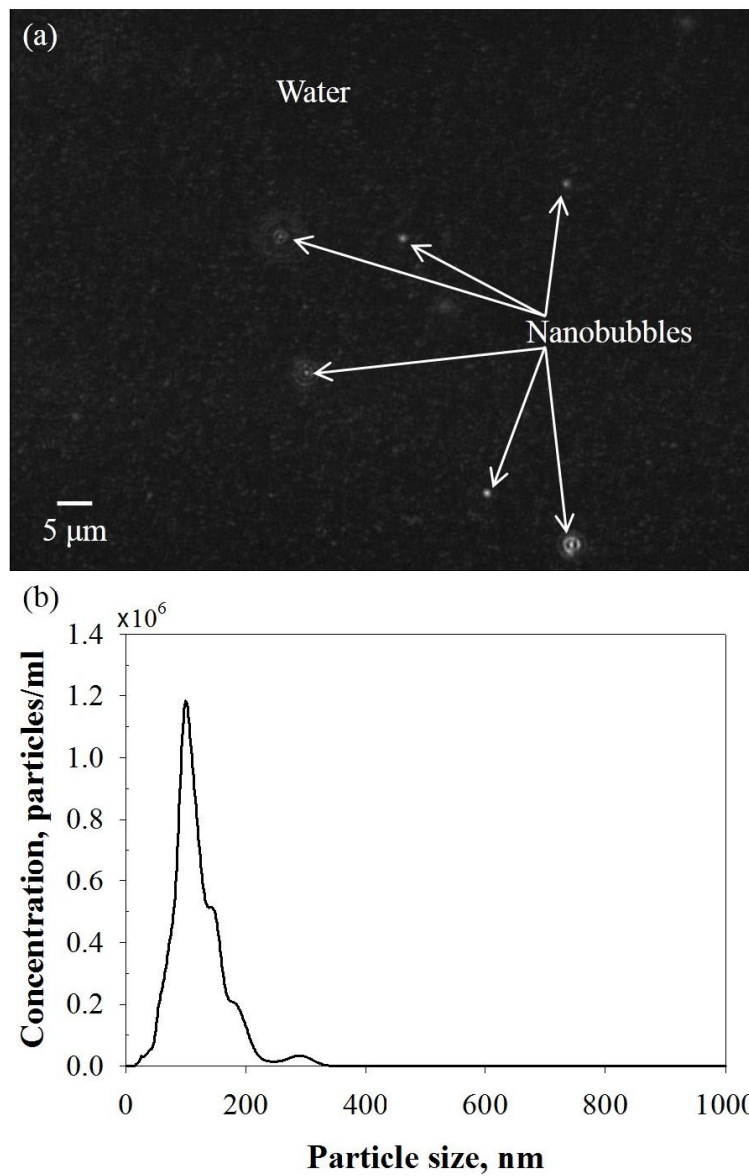 (a)
Water
Nanobubbles
5 μm
(b)
x10⁶
1.4
1.2
1.0
0.8
0.6
0.4
0.2
0.0
Concentration, particles/ml
0 200 400 600 800 1000
Particle size, nm